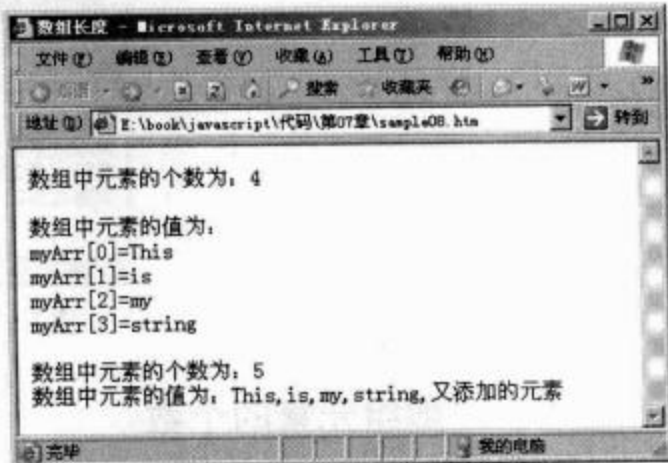 数组长度 - Microsoft Internet Explorer
文件(F) 编辑(E) 查看(V) 收藏(A) 工具(T) 帮助(H)
搜索 收藏夹
地址(D) E:\book\javascript\代码\第07章\sample08.htm 转到
数组中元素的个数为：4
数组中元素的值为：
myArr[0]=This
myArr[1]=is
myArr[2]=my
myArr[3]=string
数组中元素的个数为：5
数组中元素的值为：This,is,my,string,又添加的元素
完毕 我的电脑